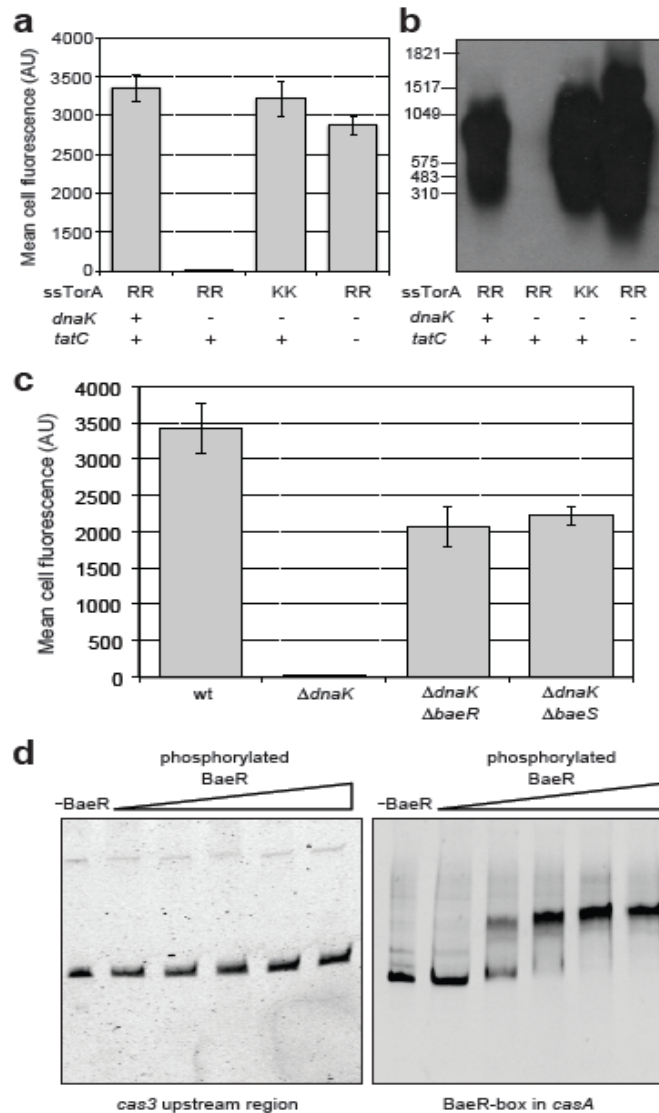 a
Mean cell fluorescence (AU)
4000
3500
3000
2500
1500
1500
500
0
ssTorA RR RR KK RR
dnaK + - - -
tatC + + + -
b
1821
1517
1049
575
483
310
ssTorA RR RR KK RR
dnaK + - - -
tatC + + + -
c
Mean cell fluorescence (AU)
4000
3500
3000
2500
2000
1500
1000
500
0
wt ΔdnaK ΔdnaK ΔdnaK
ΔbaeR ΔbaeS
d
phosphorylated
–BaeR BaeR
cas3 upstream region
phosphorylated
–BaeR BaeR
BaeR-box in casA